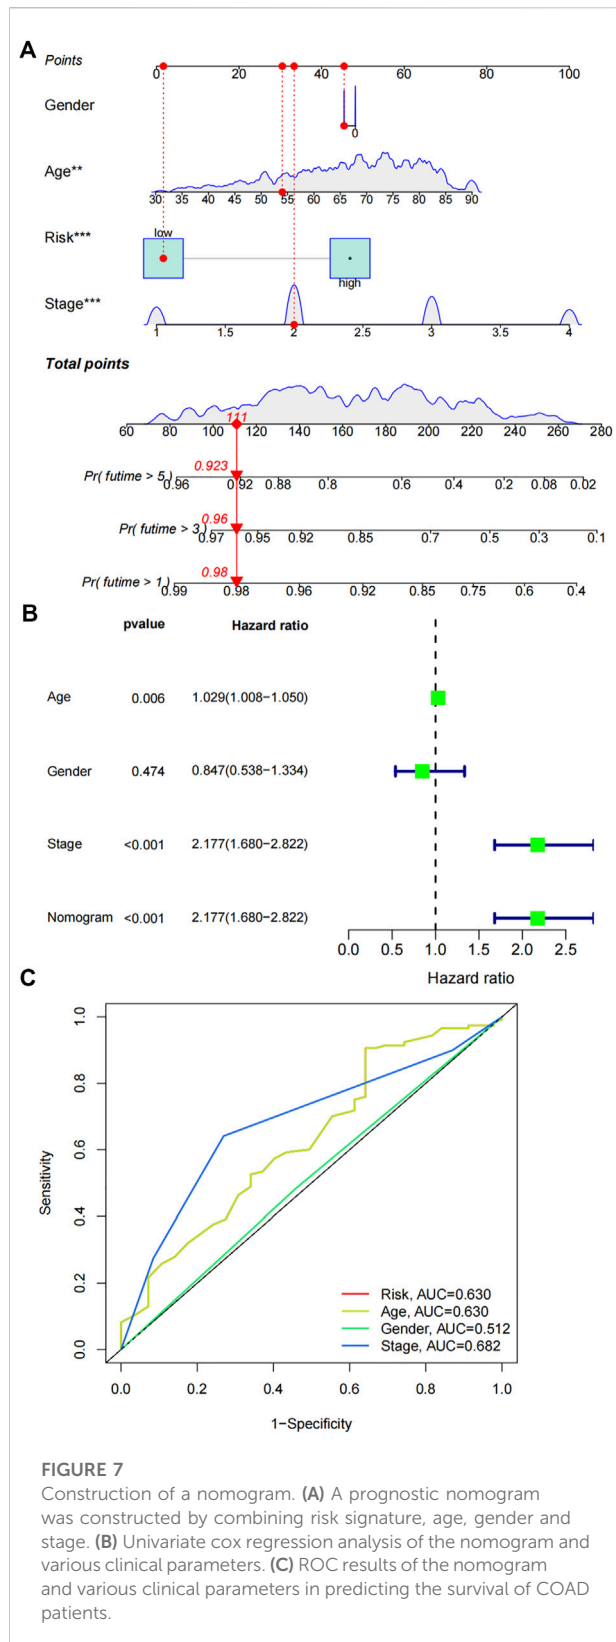 A
Points
0 20 40 60 80 100
Gender
0
Age**
30 35 40 45 50 55 60 65 70 75 80 85 90
Risk***
low
high
Stage***
1 1.5 2 2.5 3 3.5 4
Total points
111
60 80 100 120 140 160 180 200 220 240 260 280
0.923
Pr( futime > 5 )
0.96 0.92 0.88 0.8 0.6 0.4 0.2 0.08 0.02
0.96
Pr( futime > 3 )
0.97 0.95 0.92 0.85 0.7 0.5 0.3 0.1
0.98
Pr( futime > 1 )
0.99 0.98 0.96 0.92 0.85 0.75 0.6 0.4
B
pvalue Hazard ratio
Age 0.006 1.029(1.008−1.050)
Gender 0.474 0.847(0.538−1.334)
Stage <0.001 2.177(1.680−2.822)
Nomogram <0.001 2.177(1.680−2.822)
0.0 0.5 1.0 1.5 2.0 2.5
Hazard ratio
C
Sensitivity
1.0
0.8
0.6
0.4
0.2
0.0
Risk, AUC=0.630
Age, AUC=0.630
Gender, AUC=0.512
Stage, AUC=0.682
0.0 0.2 0.4 0.6 0.8 1.0
1−Specificity
FIGURE 7
Construction of a nomogram. (A) A prognostic nomogram
was constructed by combining risk signature, age, gender and
stage. (B) Univariate cox regression analysis of the nomogram and
various clinical parameters. (C) ROC results of the nomogram
and various clinical parameters in predicting the survival of COAD
patients.